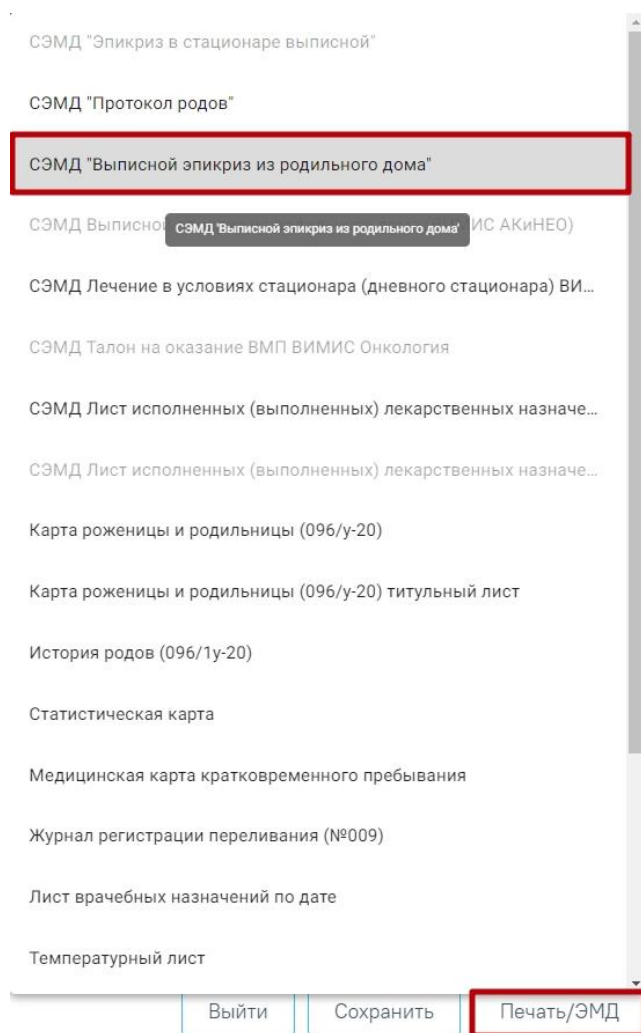 СЭМД "Эпикриз в стационаре выписной"
СЭМД "Протокол родов"
СЭМД "Выписной эпикриз из родильного дома"
СЭМД Выписно ИС АКиНЕО)
СЭМД "Выписной эпикриз из родильного дома"
СЭМД Лечение в условиях стационара (дневного стационара) ВИ...
СЭМД Талон на оказание ВМП ВИМИС Онкология
СЭМД Лист исполненных (выполненных) лекарственных назначе...
СЭМД Лист исполненных (выполненных) лекарственных назначе...
Карта роженицы и родильницы (096/у-20)
Карта роженицы и родильницы (096/у-20) титульный лист
История родов (096/1у-20)
Статистическая карта
Медицинская карта кратковременного пребывания
Журнал регистрации переливания (№009)
Лист врачебных назначений по дате
Температурный лист
Выйти Сохранить Печать/ЭМД